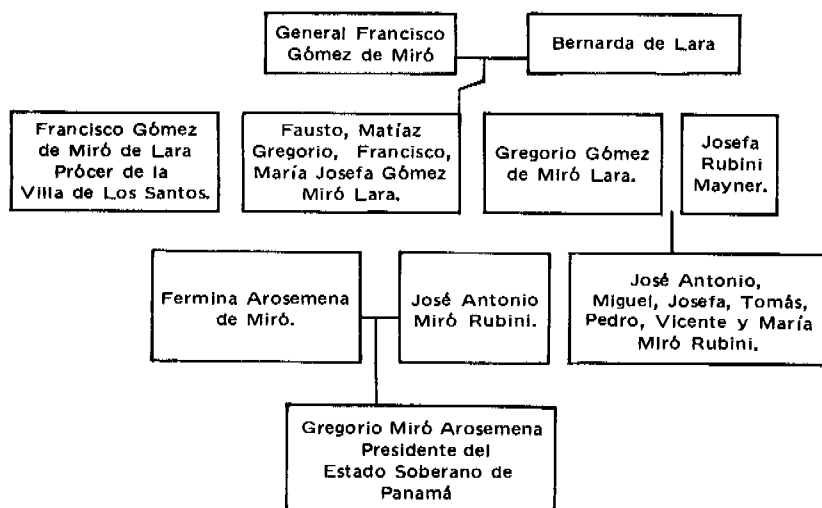 General Francisco
Gómez de Miró
Bernarda de Lara
Francisco Gómez
de Miró de Lara
Prócer de la
Villa de Los Santos.
Fausto, Matíaz
Gregorio, Francisco,
María Josefa Gómez
Miró Lara.
Gregorio Gómez
de Miró Lara.
Josefa
Rubini
Mayner.
Fermina Arosemena
de Miró.
José Antonio
Miró Rubini.
José Antonio,
Miguel, Josefa, Tomás,
Pedro, Vicente y María
Miró Rubini.
Gregorio Miró Arosemena
Presidente del
Estado Soberano de
Panamá